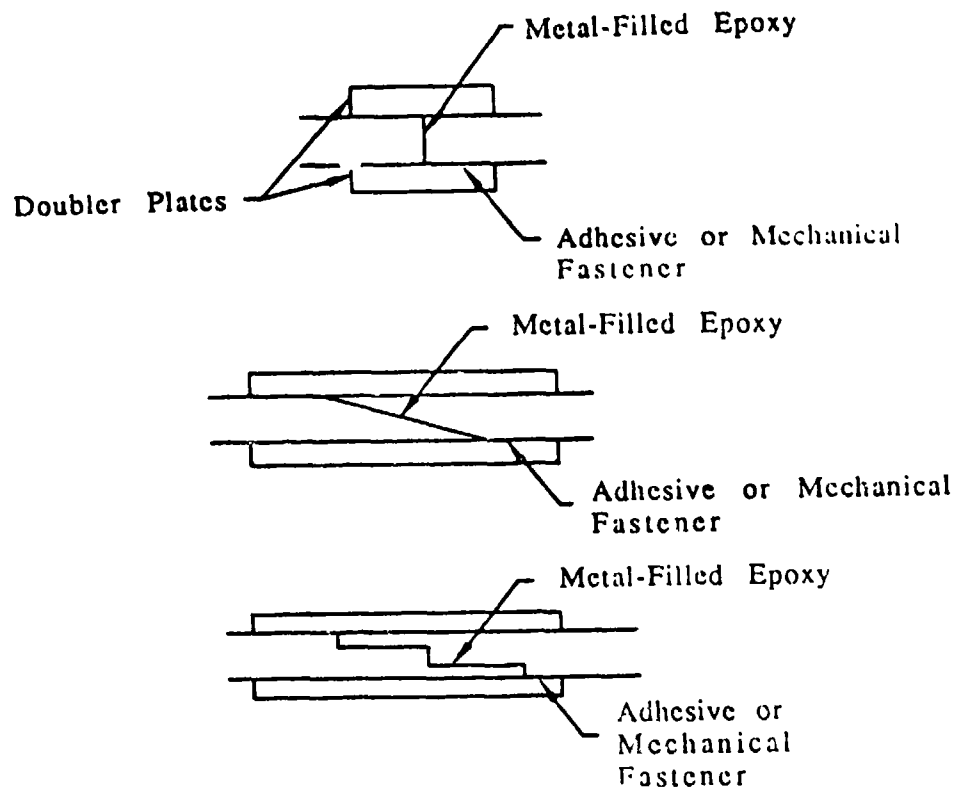 Metal-Filled Epoxy
Doubler Plates
Adhesive or Mechanical
Fastener
Metal-Filled Epoxy
Adhesive or Mechanical
Fastener
Metal-Filled Epoxy
Adhesive or
Mechanical
Fastener